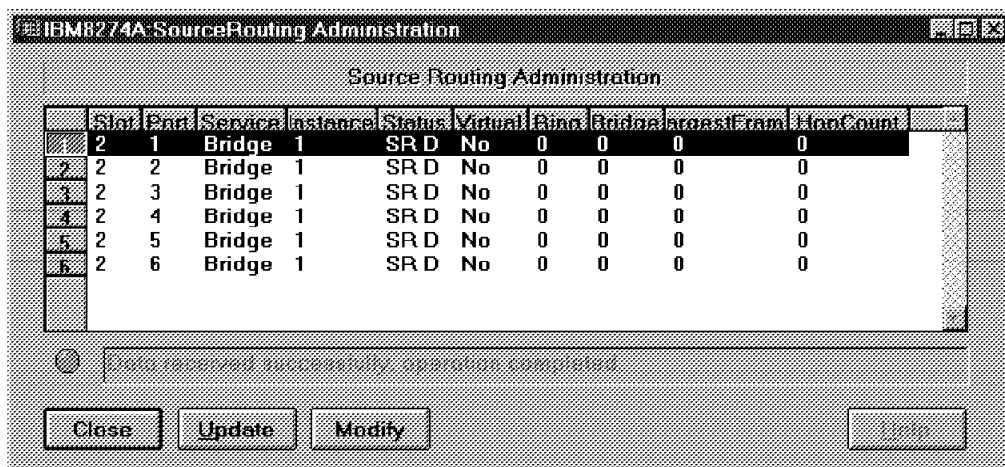 IBM8274A:SourceRouting Administration
Source Routing Administration
Slot Port Service Instance Status Virtual Ring Bridge argestFram HopCount
1 2 1 Bridge 1 SR D No 0 0 0 0
2 2 2 Bridge 1 SR D No 0 0 0 0
3 2 3 Bridge 1 SR D No 0 0 0 0
4 2 4 Bridge 1 SR D No 0 0 0 0
5 2 5 Bridge 1 SR D No 0 0 0 0
6 2 6 Bridge 1 SR D No 0 0 0 0
Data received successfully, operation completed
Close Update Modify Help